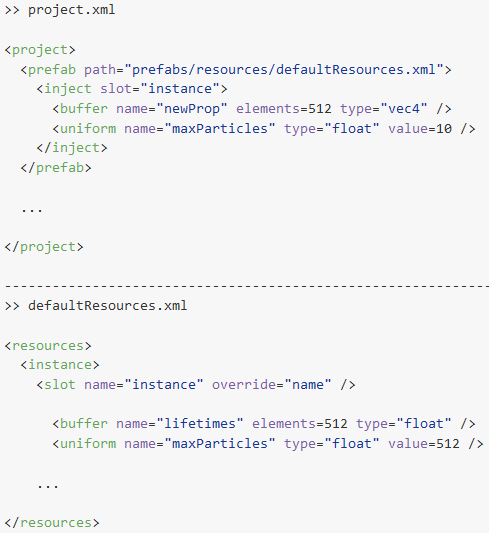 >> project.xml
<project>
<prefab path="prefabs/resources/defaultResources.xml">
<inject slot="instance">
<buffer name="newProp" elements=512 type="vec4" />
<uniform name="maxParticles" type="float" value=10 />
</inject>
</prefab>
...
</project>
-------------------------------------------------------------
>> defaultResources.xml
<resources>
<instance>
<slot name="instance" override="name" />
<buffer name="lifetimes" elements=512 type="float" />
<uniform name="maxParticles" type="float" value=512 />
...
</resources>